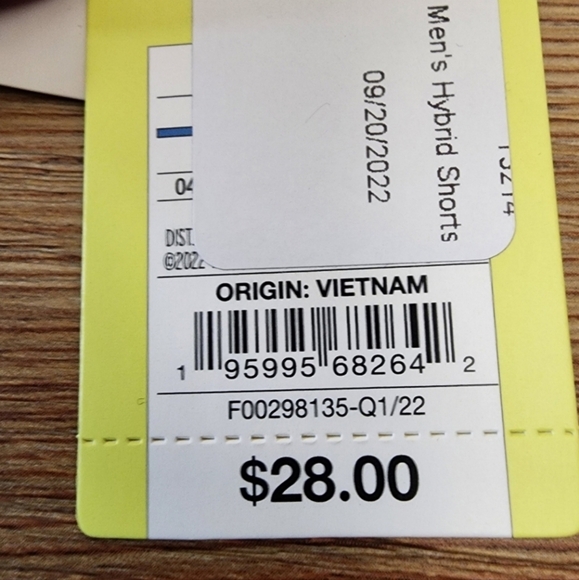 Men's Hybrid Shorts
09/20/2022
04
DIST.
©2022
ORIGIN: VIETNAM
1 95995 68264 2
F00298135-Q1/22
$28.00